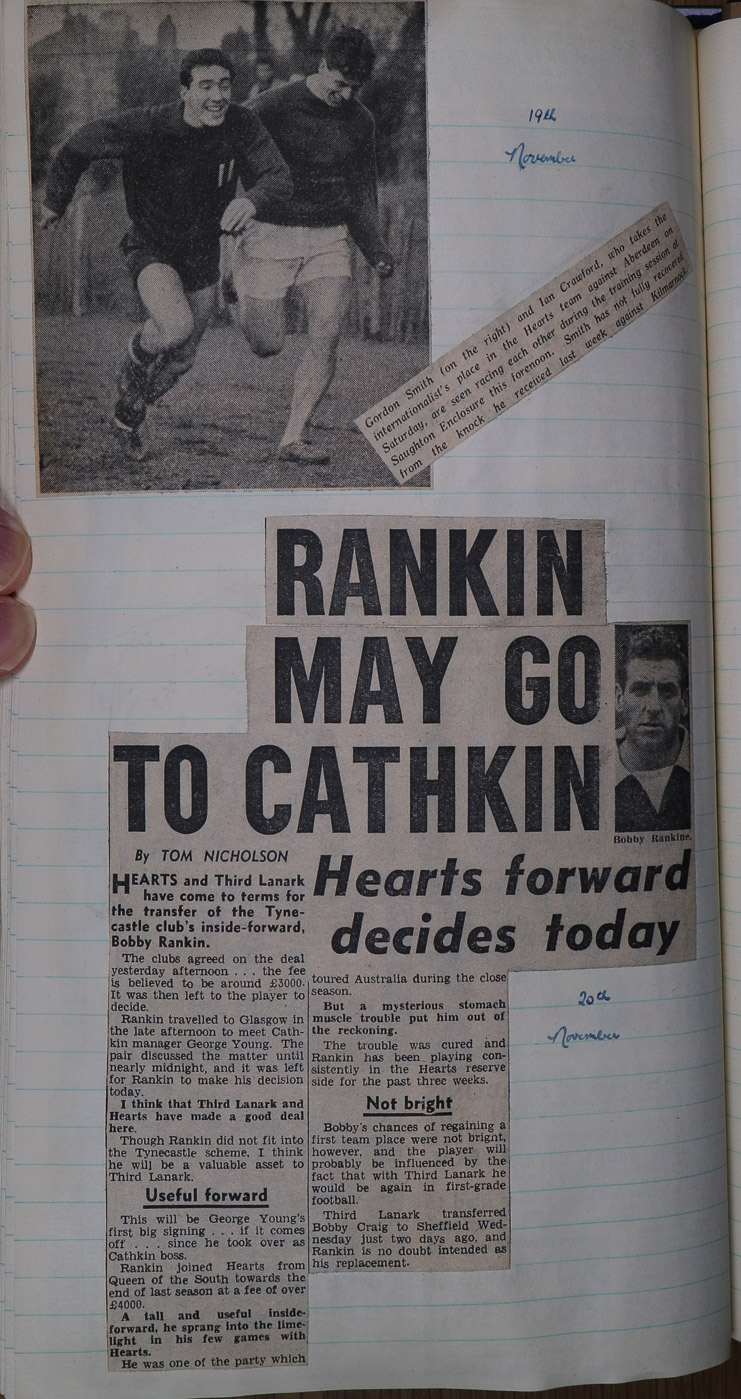 11
19th
November
Gordon Smith (on the right) and Ian Crawford, who takes the
internationalist's place in the Hearts team against Aberdeen on
Saturday, are seen racing each other during the training session at
Saughton Enclosure this forenoon. Smith has not fully recovered
from the knock he received last week against Kilmarnock.
RANKIN
MAY GO
TO CATHKIN
Bobby Rankine.
By TOM NICHOLSON
Hearts forward
decides today
HEARTS and Third Lanark
have come to terms for
the transfer of the Tyne-
castle club's inside-forward,
Bobby Rankin.
The clubs agreed on the deal
yesterday afternoon . . . the fee
is believed to be around £3000.
It was then left to the player to
decide.
Rankin travelled to Glasgow in
the late afternoon to meet Cath-
kin manager George Young. The
pair discussed the matter until
nearly midnight, and it was left
for Rankin to make his decision
today.
I think that Third Lanark and
Hearts have made a good deal
here.
Though Rankin did not fit into
the Tynecastle scheme, I think
he will be a valuable asset to
Third Lanark.
Useful forward
This will be George Young's
first big signing . . . if it comes
off . . . since he took over as
Cathkin boss.
Rankin joined Hearts from
Queen of the South towards the
end of last season at a fee of over
£4000.
A tall and useful inside-
forward, he sprang into the lime-
light in his few games with
Hearts.
He was one of the party which
toured Australia during the close
season.
But a mysterious stomach
muscle trouble put him out of
the reckoning.
The trouble was cured and
Rankin has been playing con-
sistently in the Hearts reserve
side for the past three weeks.
Not bright
Bobby's chances of regaining a
first team place were not bright,
however, and the player will
probably be influenced by the
fact that with Third Lanark he
would be again in first-grade
football.
Third Lanark transferred
Bobby Craig to Sheffield Wed-
nesday just two days ago, and
Rankin is no doubt intended as
his replacement.
20th
November